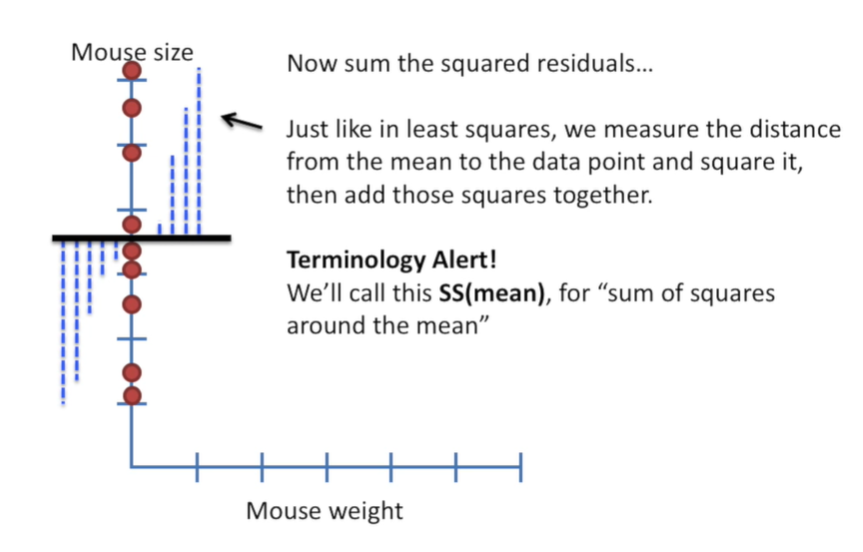 Mouse size
Now sum the squared residuals...
Just like in least squares, we measure the distance
from the mean to the data point and square it,
then add those squares together.
Terminology Alert!
We’ll call this SS(mean), for “sum of squares
around the mean”
Mouse weight